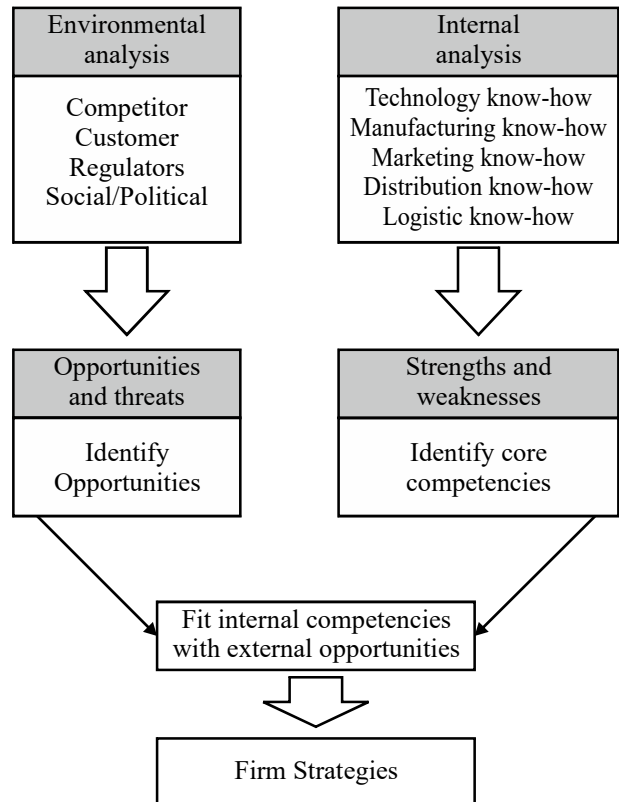 Environmental
analysis
Competitor
Customer
Regulators
Social/Political
Internal
analysis
Technology know-how
Manufacturing know-how
Marketing know-how
Distribution know-how
Logistic know-how
Opportunities
and threats
Identify
Opportunities
Strengths and
weaknesses
Identify core
competencies
Fit internal competencies
with external opportunities
Firm Strategies